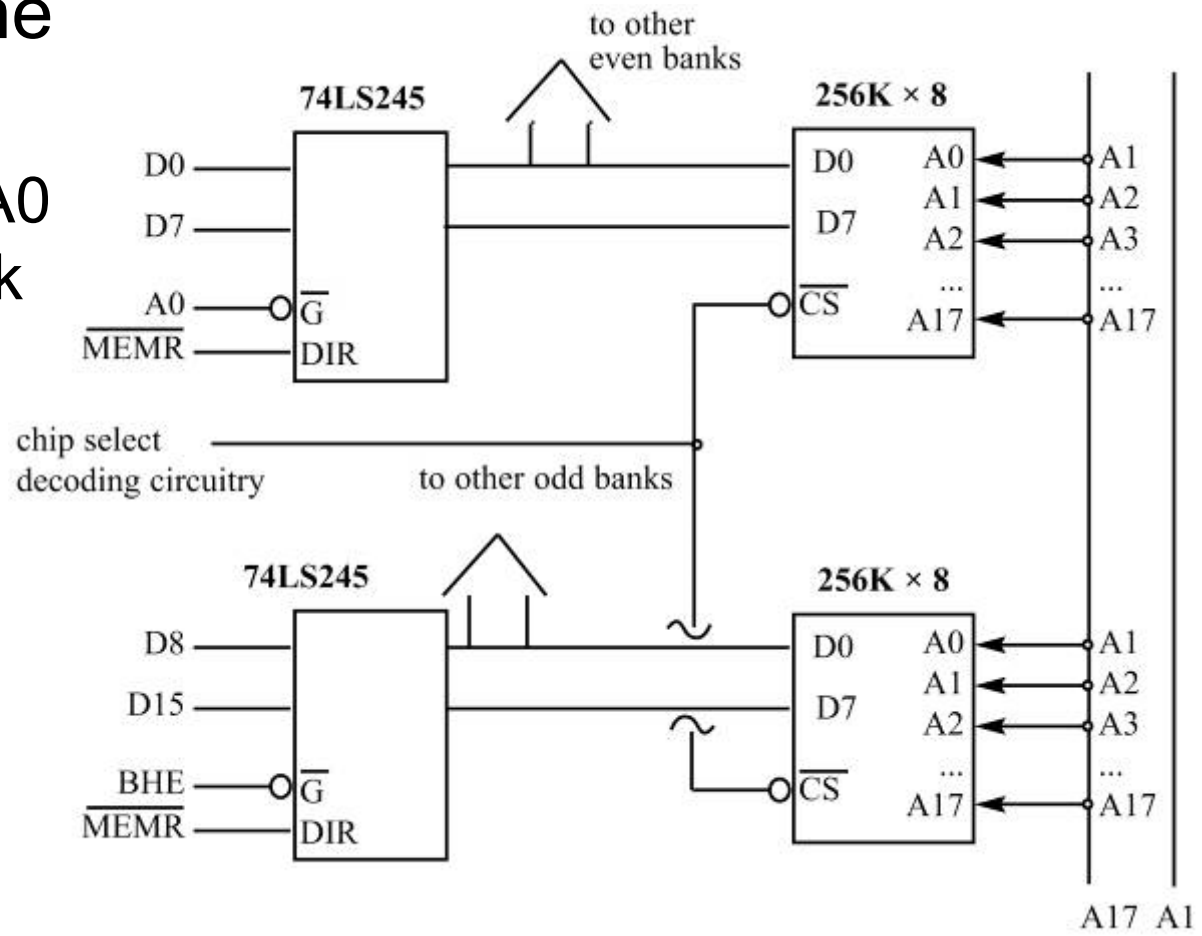 to other
even banks
74LS245
256K × 8
D0
D7
A0
G
MEMR
DIR
D0
D7
CS
A0
A1
A2
...
A17
A1
A2
A3
...
A17
A0
chip select
decoding circuitry
to other odd banks
74LS245
256K × 8
D8
D15
BHE
G
MEMR
DIR
D0
D7
CS
A0
A1
A2
...
A17
A1
A2
A3
...
A17
A17 A1